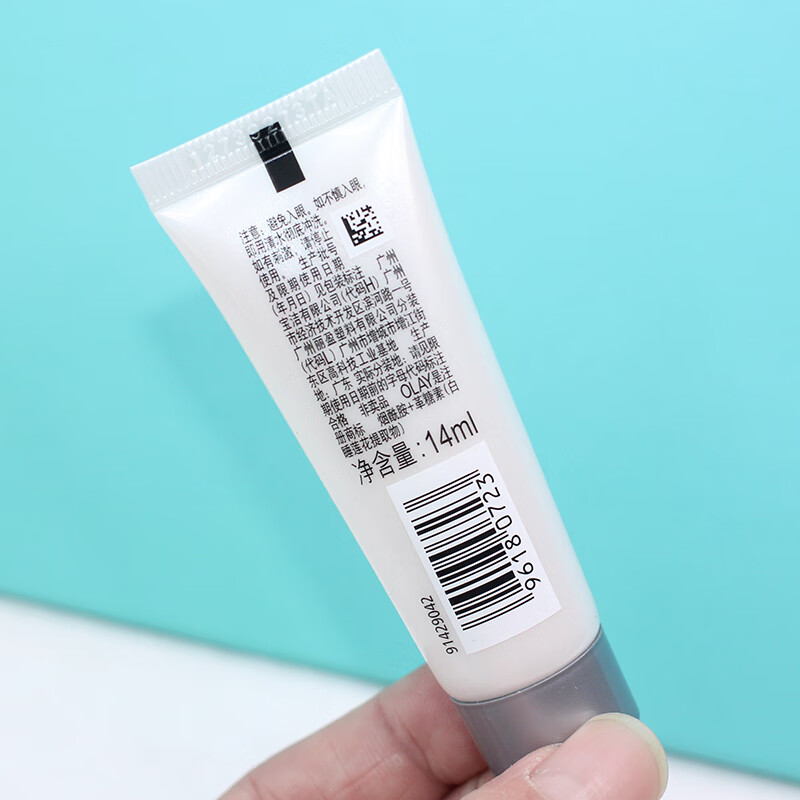 注意：避免入眼。如不慎入眼，
即用清水彻底冲洗。
如有刺激，请停止
使用。 生产批号
及限期使用日期
(年月日)见包装标注 广州
宝洁有限公司(代码H) 广州
市经济技术开发区滨河路一号
广州丽盈塑料有限公司分装
(代码L)广州市增城市增江街
东区高科技工业基地 生产
地：广东 实际分装地：请见限
期使用日期前的字母代码标注
合格 非卖品 OLAY是注
册商标 烟酰胺+革糖素(白
睡莲花提取物)
净含量：14ml
96180723
91429042